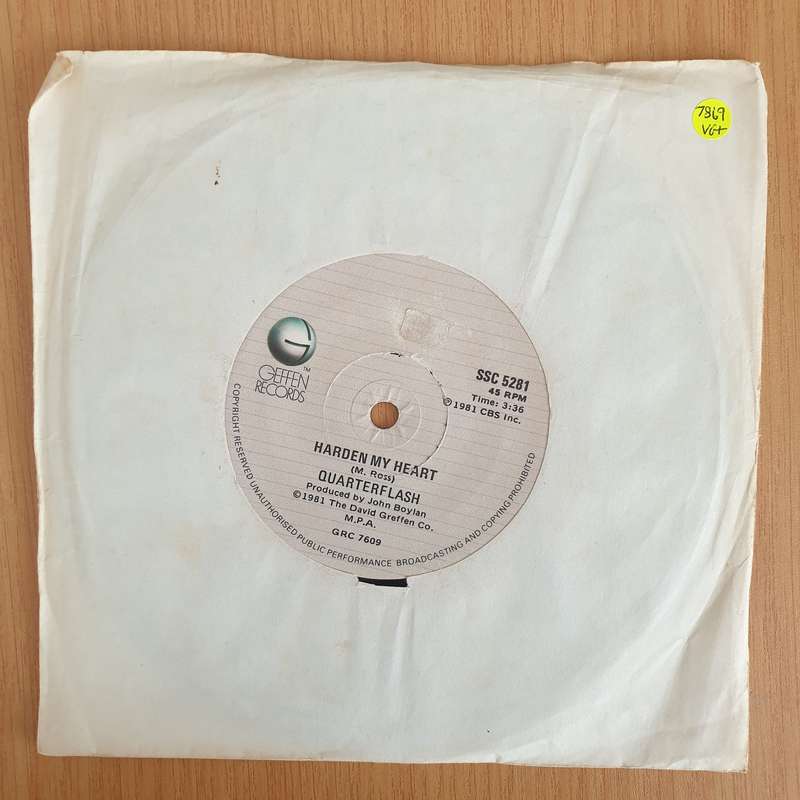 7869
VG+
GEFFEN
RECORDS
TM
SSC 5281
45 RPM
Time: 3:36
℗1981 CBS Inc.
HARDEN MY HEART
(M. Ross)
QUARTERFLASH
Produced by John Boylan
©1981 The David Greffen Co.
M.P.A.
GRC 7609
COPYRIGHT RESERVED UNAUTHORISED PUBLIC PERFORMANCE BROADCASTING AND COPYING PROHIBITED